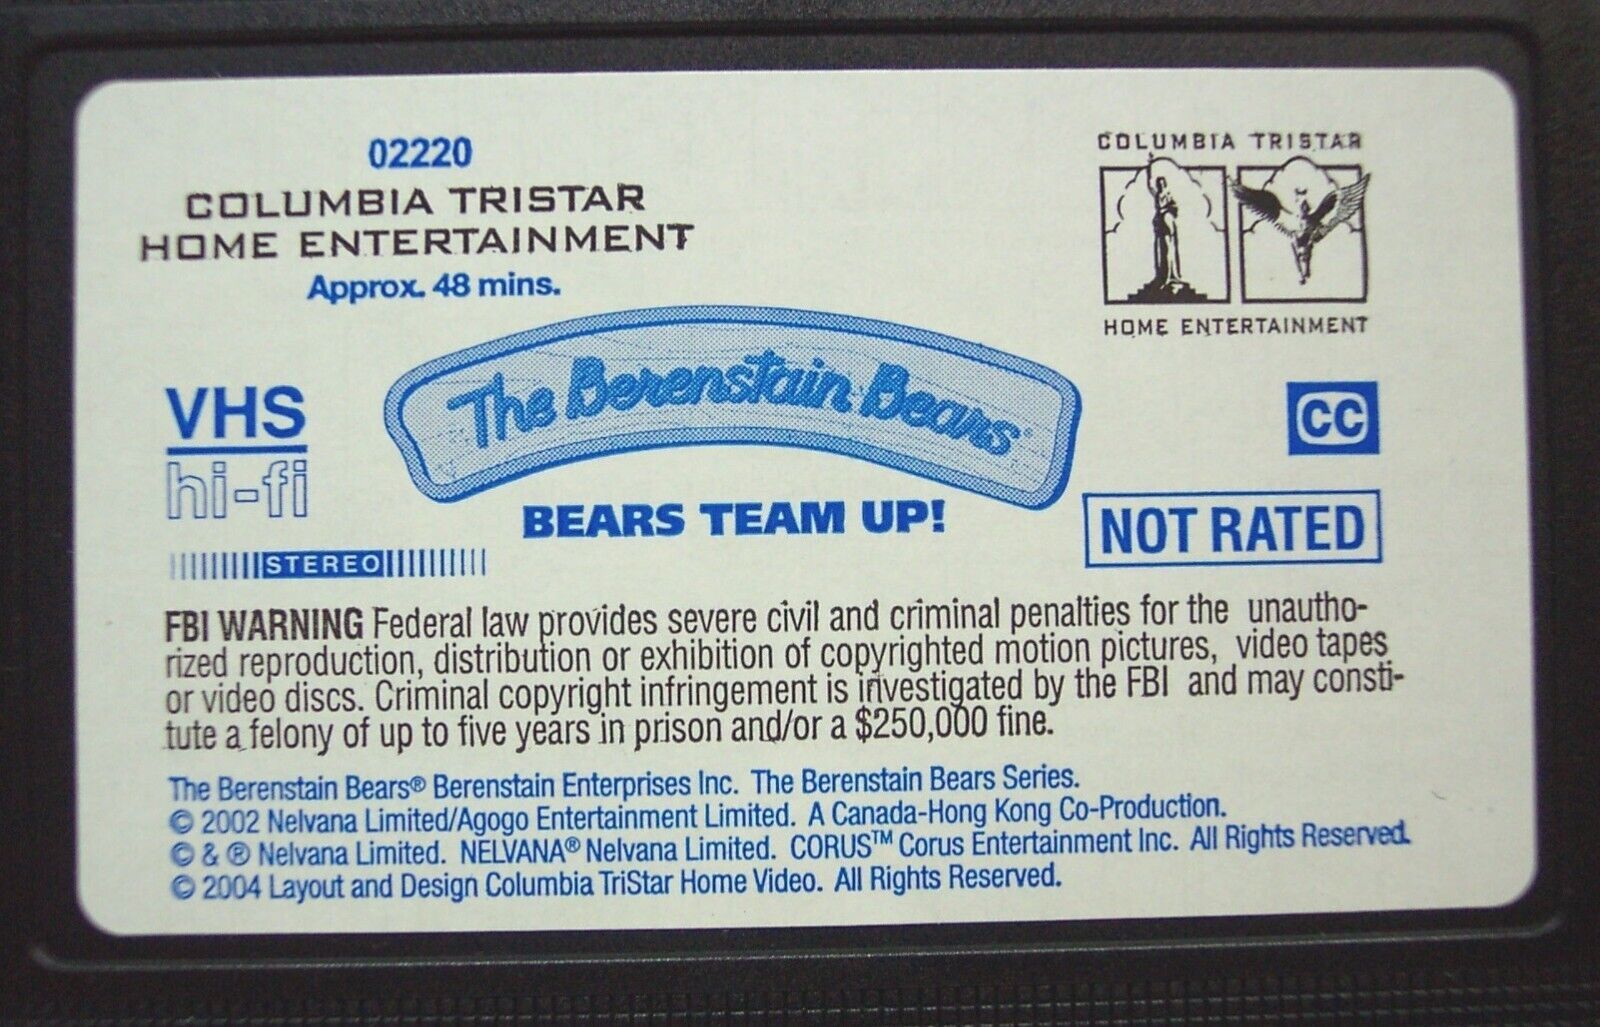 02220
COLUMBIA TRISTAR
HOME ENTERTAINMENT
Approx. 48 mins.
COLUMBIA TRISTAR
HOME ENTERTAINMENT
VHS
hi-fi
STEREO
The Berenstain Bears®
BEARS TEAM UP!
CC
NOT RATED
FBI WARNING Federal law provides severe civil and criminal penalties for the unautho-
rized reproduction, distribution or exhibition of copyrighted motion pictures, video tapes
or video discs. Criminal copyright infringement is investigated by the FBI and may consti-
tute a felony of up to five years in prison and/or a $250,000 fine.
The Berenstain Bears® Berenstain Enterprises Inc. The Berenstain Bears Series.
© 2002 Nelvana Limited/Agogo Entertainment Limited. A Canada-Hong Kong Co-Production.
© & ® Nelvana Limited. NELVANA® Nelvana Limited. CORUS™ Corus Entertainment Inc. All Rights Reserved.
© 2004 Layout and Design Columbia TriStar Home Video. All Rights Reserved.